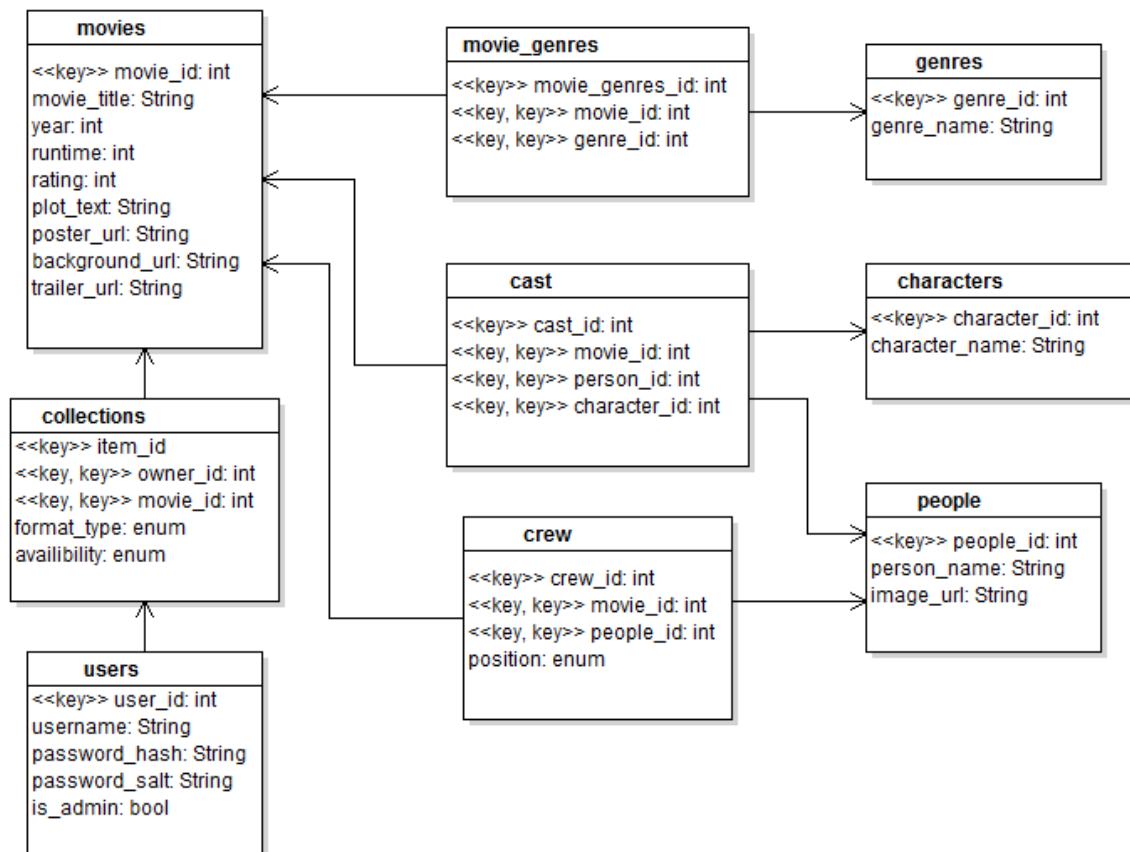 movies
<<key>> movie_id: int
movie_title: String
year: int
runtime: int
rating: int
plot_text: String
poster_url: String
background_url: String
trailer_url: String
movie_genres
<<key>> movie_genres_id: int
<<key, key>> movie_id: int
<<key, key>> genre_id: int
genres
<<key>> genre_id: int
genre_name: String
cast
<<key>> cast_id: int
<<key, key>> movie_id: int
<<key, key>> person_id: int
<<key, key>> character_id: int
characters
<<key>> character_id: int
character_name: String
collections
<<key>> item_id
<<key, key>> owner_id: int
<<key, key>> movie_id: int
format_type: enum
availibility: enum
crew
<<key>> crew_id: int
<<key, key>> movie_id: int
<<key, key>> people_id: int
position: enum
people
<<key>> people_id: int
person_name: String
image_url: String
users
<<key>> user_id: int
username: String
password_hash: String
password_salt: String
is_admin: bool